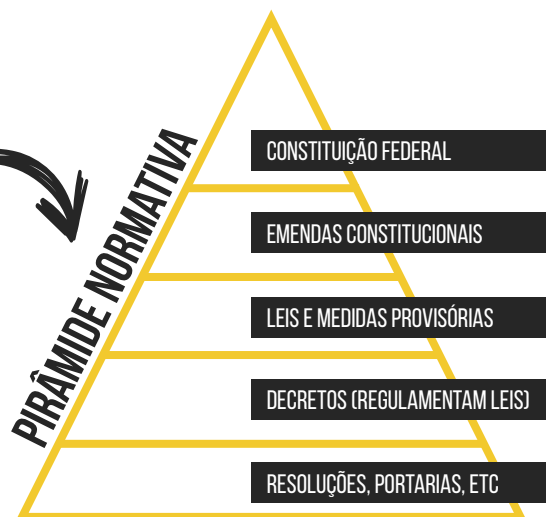 PIRÂMIDE NORMATIVA
CONSTITUIÇÃO FEDERAL
EMENDAS CONSTITUCIONAIS
LEIS E MEDIDAS PROVISÓRIAS
DECRETOS (REGULAMENTAM LEIS)
RESOLUÇÕES, PORTARIAS, ETC